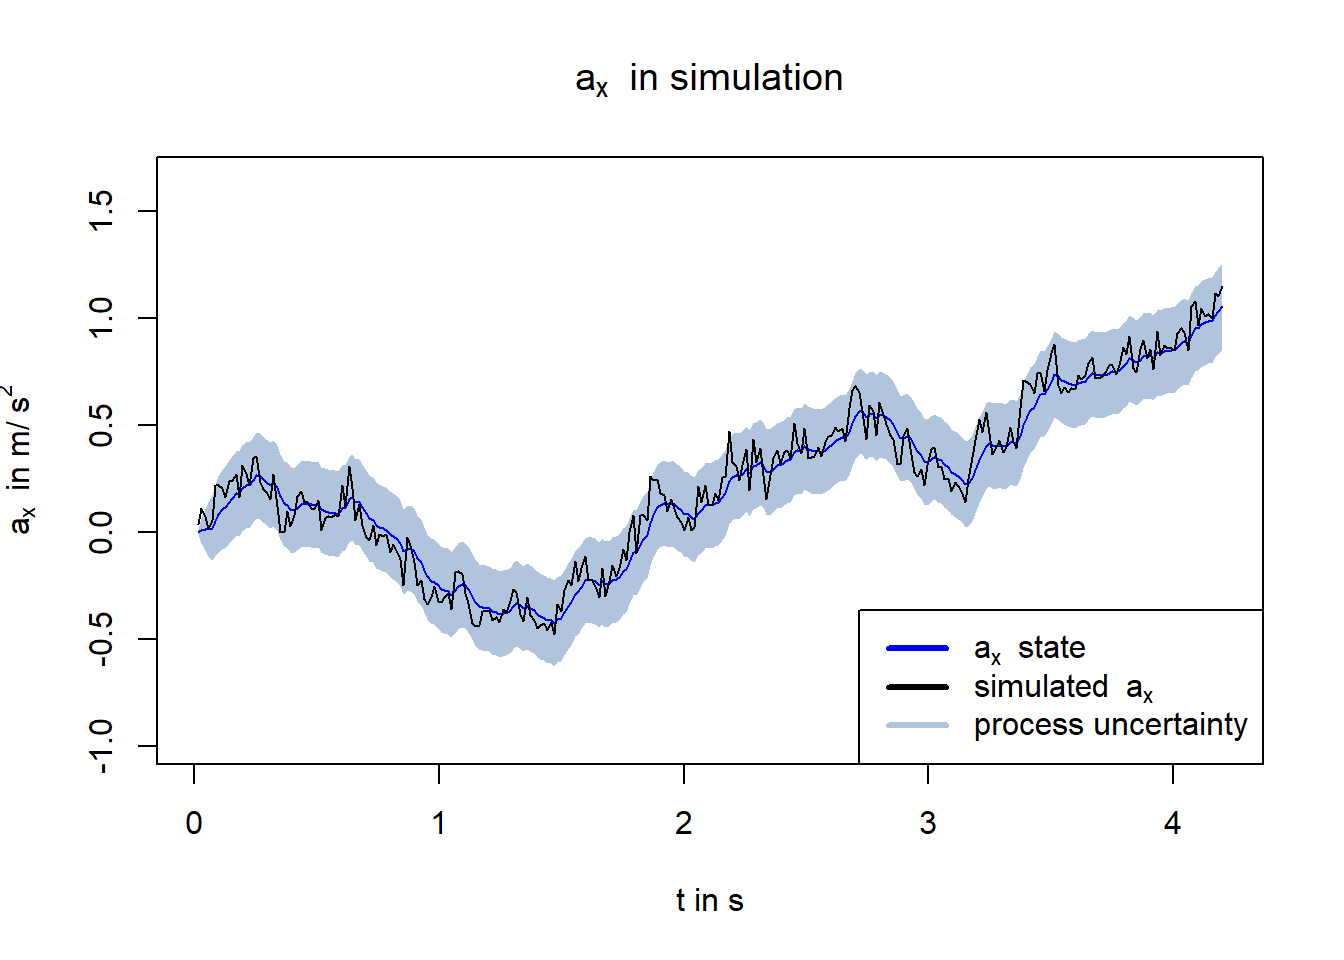 aₓ in simulation
aₓ in m/ s²
1.5
1.0
0.5
0.0
-0.5
-1.0
0 1 2 3 4
t in s
aₓ state
simulated aₓ
process uncertainty